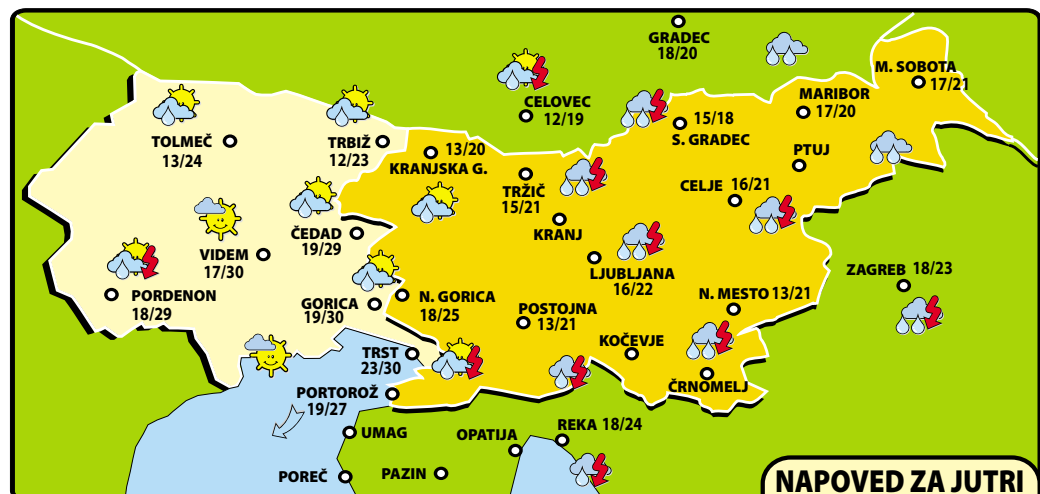 GRADEC
18/20
M. SOBOTA
17/21
CELOVEC
12/19
MARIBOR
17/20
15/18
S. GRADEC
TOLMEČ
13/24
TRBIŽ
12/23
13/20
KRANJSKA G.
PTUJ
TRŽIČ
15/21
CELJE 16/21
ČEDAD
19/29
KRANJ
VIDEM
17/30
LJUBLJANA
16/22
ZAGREB 18/23
PORDENON
18/29
GORICA
19/30
N. GORICA
18/25
POSTOJNA
13/21
N. MESTO 13/21
TRST
23/30
KOČEVJE
ČRNOMELJ
PORTOROŽ
19/27
UMAG
OPATIJA
REKA 18/24
POREČ
PAZIN
NAPOVED ZA JUTRI